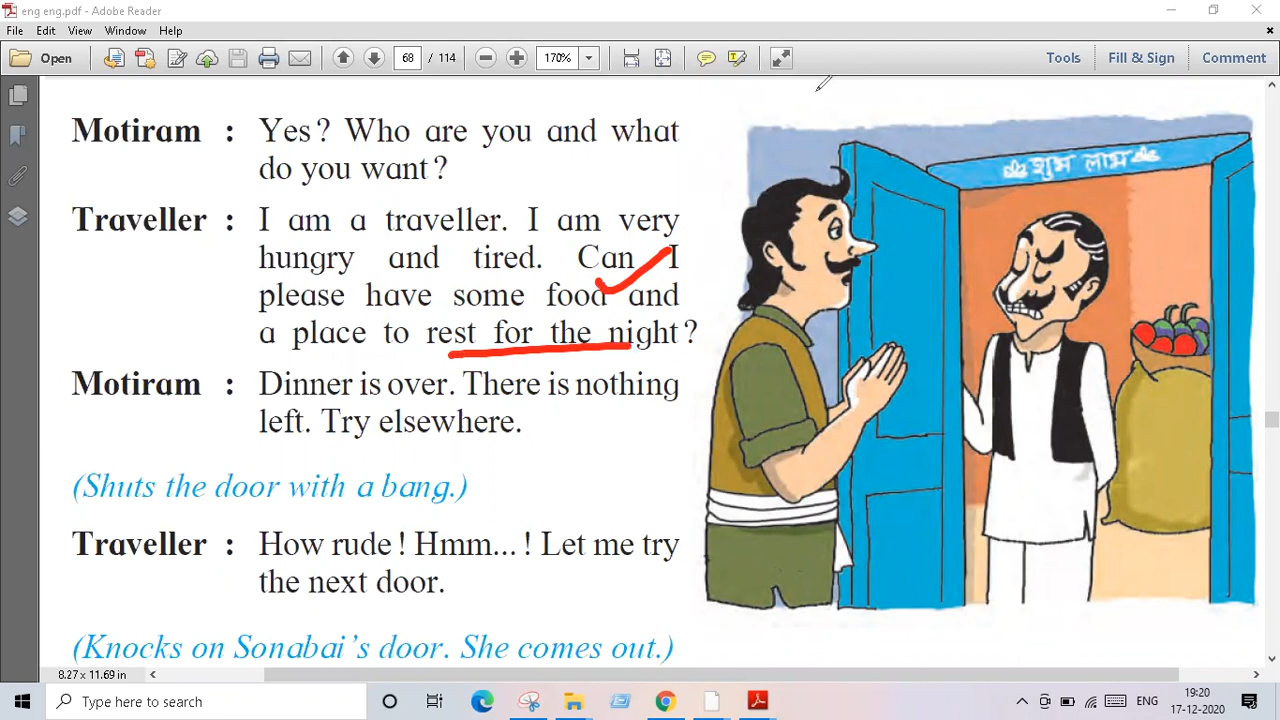 eng eng.pdf - Adobe Reader
File Edit View Window Help
Open 68 / 114 170% Tools Fill & Sign Comment
शुभ लाभ
Motiram : Yes? Who are you and what
do you want?
Traveller : I am a traveller. I am very
hungry and tired. Can I
please have some food and
a place to rest for the night?
Motiram : Dinner is over. There is nothing
left. Try elsewhere.
(Shuts the door with a bang.)
Traveller : How rude! Hmm...! Let me try
the next door.
(Knocks on Sonabai's door. She comes out.)
8.27 x 11.69 in
Type here to search
ENG
19:20
17-12-2020